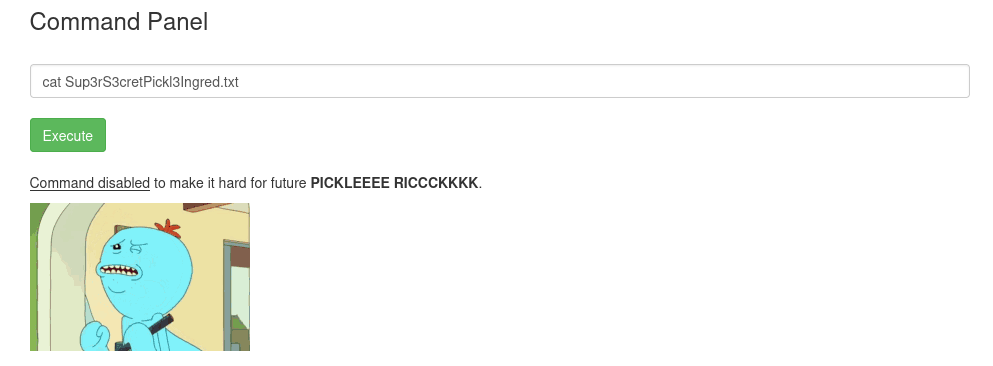 Command Panel
cat Sup3rS3cretPickl3Ingred.txt
Execute
Command disabled to make it hard for future PICKLEEEE RICCCKKKK.